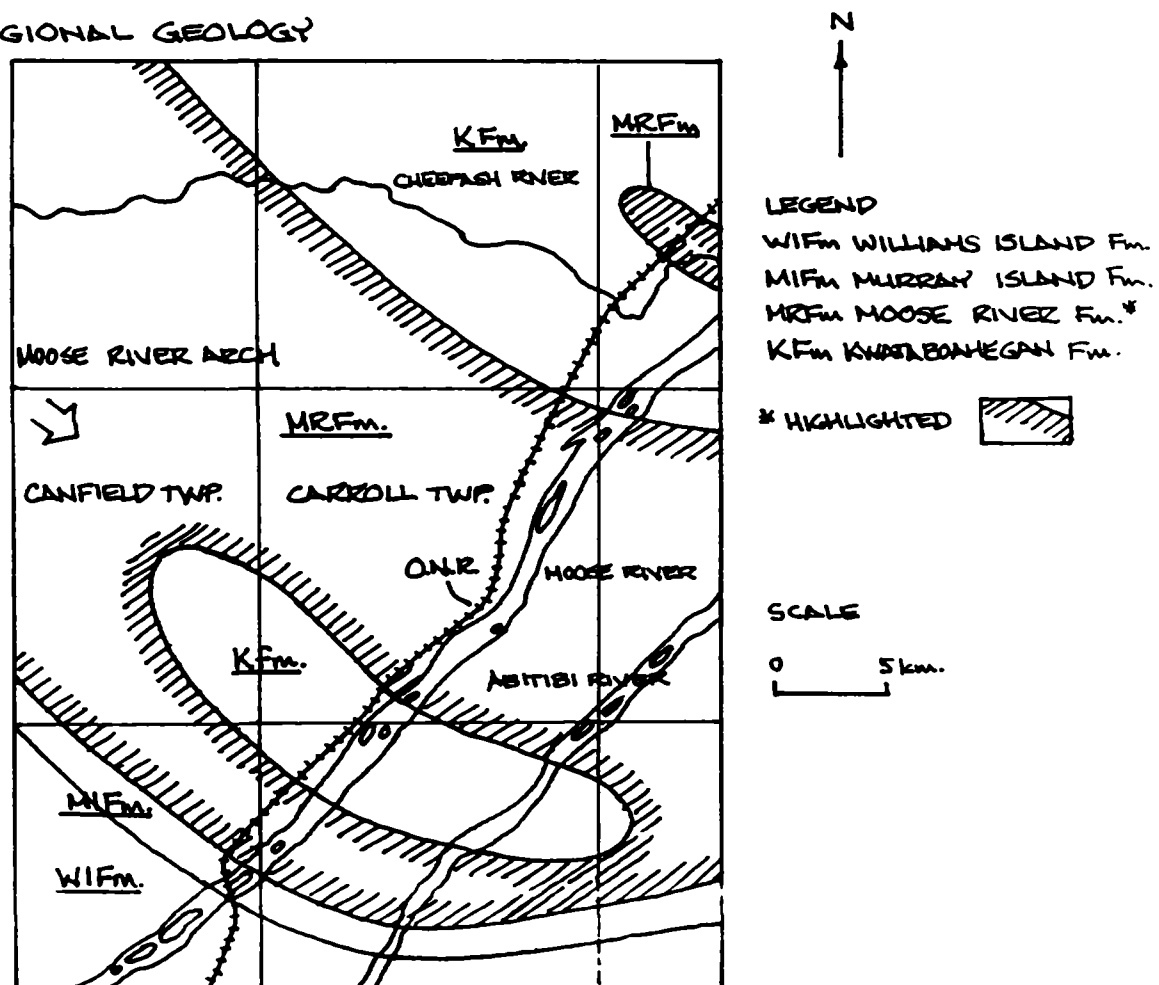 GIONAL GEOLOGY
N
KFm.
MRFm
CHEEPASH RIVER
LEGEND
WIFm WILLIAMS ISLAND Fm.
MIFm MURRAY ISLAND Fm.
MRFm MOOSE RIVER Fm.*
KFm KWATABOAHEGAN Fm.
* HIGHLIGHTED
MOOSE RIVER ARCH
MRFm.
CANFIELD TWP.
CARROLL TWP.
O.N.R.
MOOSE RIVER
SCALE
0 5 km.
KFm.
ABITIBI RIVER
MIFm.
WIFm.